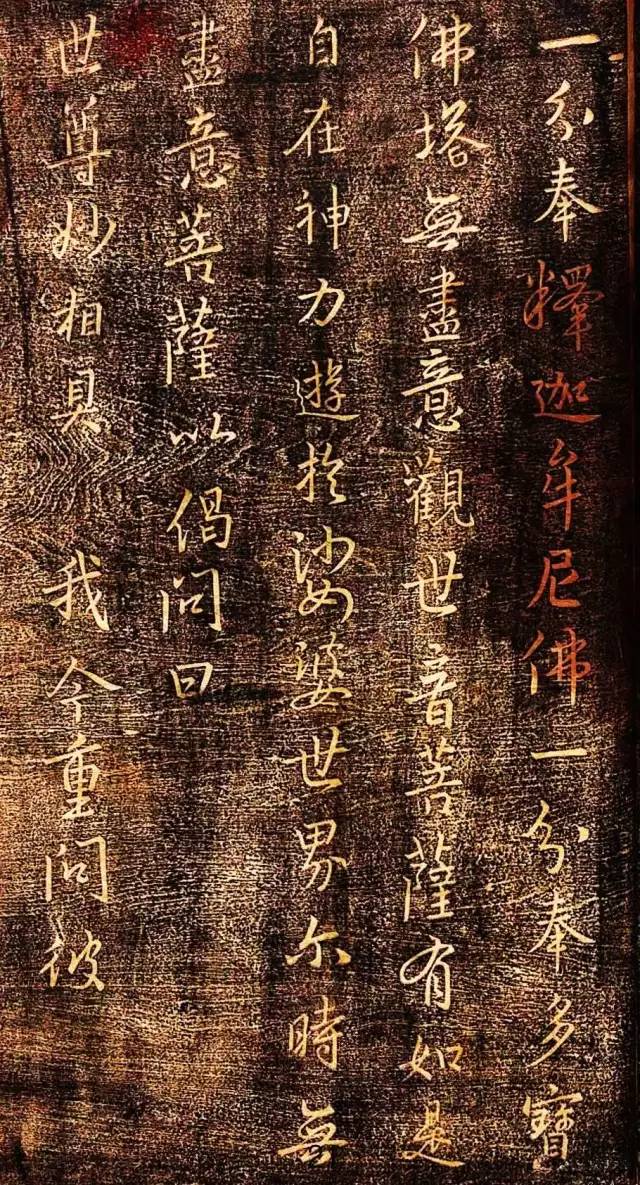 一分奉釋迦牟尼佛一分奉多寶
佛塔無盡意觀世音菩薩有如是
自在神力遊於娑婆世界尒時無
盡意菩薩以偈問曰
世尊妙相具 我今重問彼